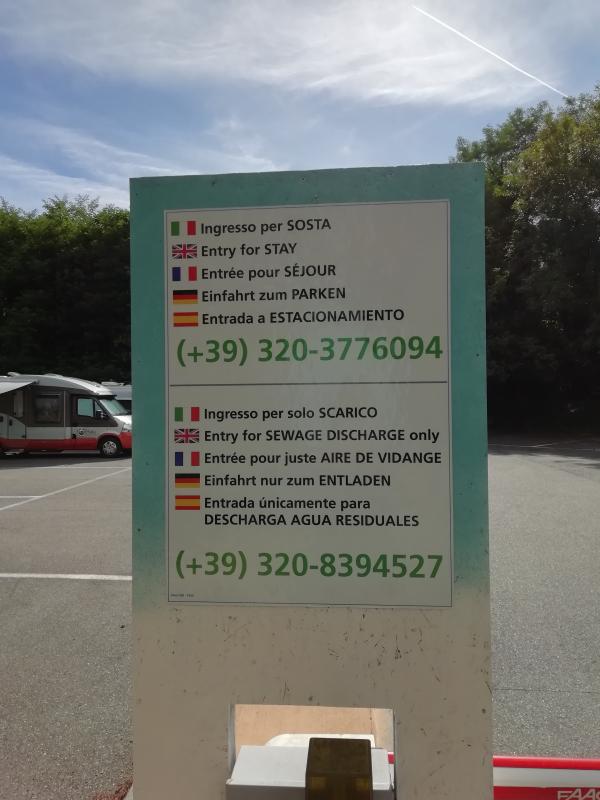 Ingresso per SOSTA
Entry for STAY
Entrée pour SÉJOUR
Einfahrt zum PARKEN
Entrada a ESTACIONAMIENTO
(+39) 320-3776094
Ingresso per solo SCARICO
Entry for SEWAGE DISCHARGE only
Entrée pour juste AIRE DE VIDANGE
Einfahrt nur zum ENTLADEN
Entrada únicamente para
DESCHARGA AGUA RESIDUALES
(+39) 320-8394527
FAAC